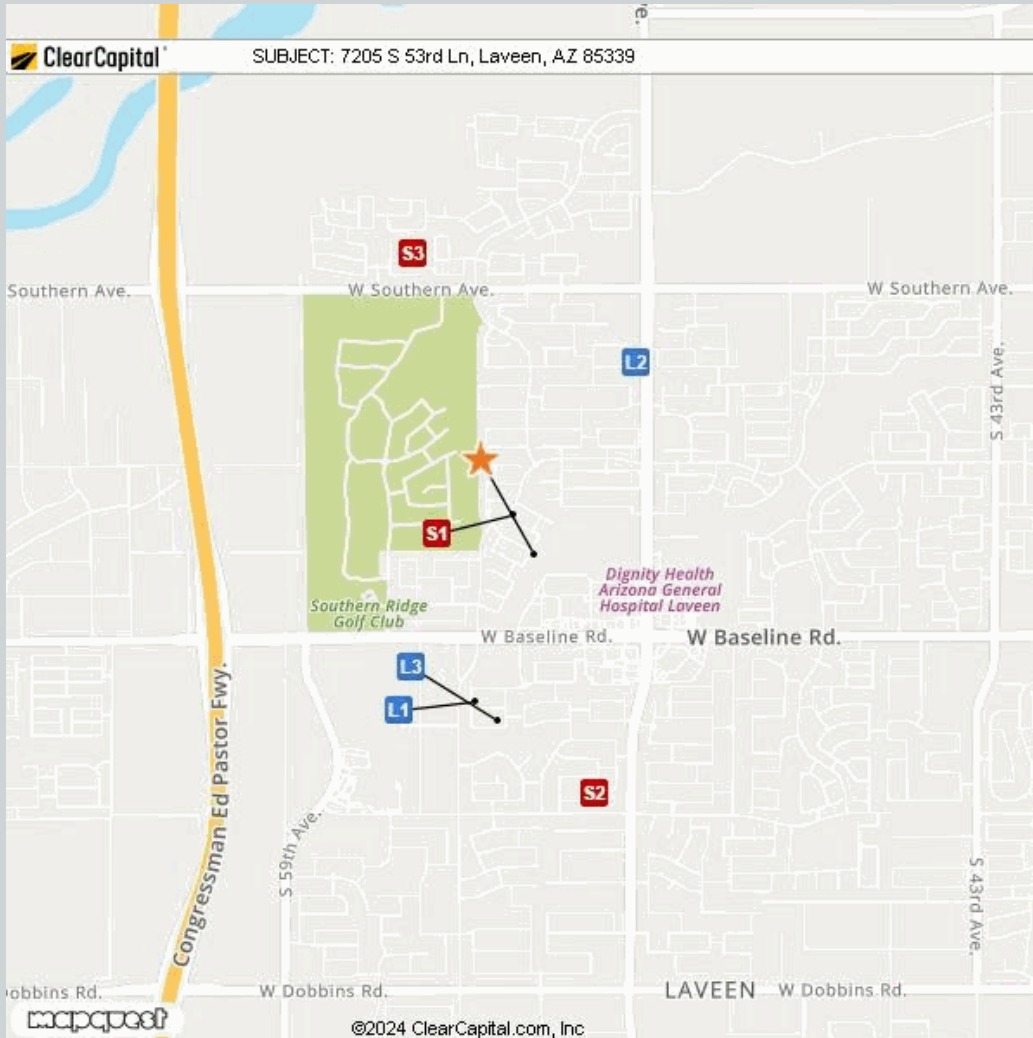 e.
ClearCapital
SUBJECT: 7205 S 53rd Ln, Laveen, AZ 85339
S3
Southern Ave.
W Southern Ave.
W Southern Ave.
L2
S 43rd Ave.
S1
Dignity Health
Arizona General
Hospital Laveen
Southern Ridge
Golf Club
W Baseline Rd.
W Baseline Rd.
L3
L1
Congressman Ed Pastor Fwy.
S2
S 59th Ave.
S 43rd Ave.
Dobbins Rd.
W Dobbins Rd.
LAVEEN
W Dobbins Rd.
mapquest
©2024 ClearCapital.com, Inc